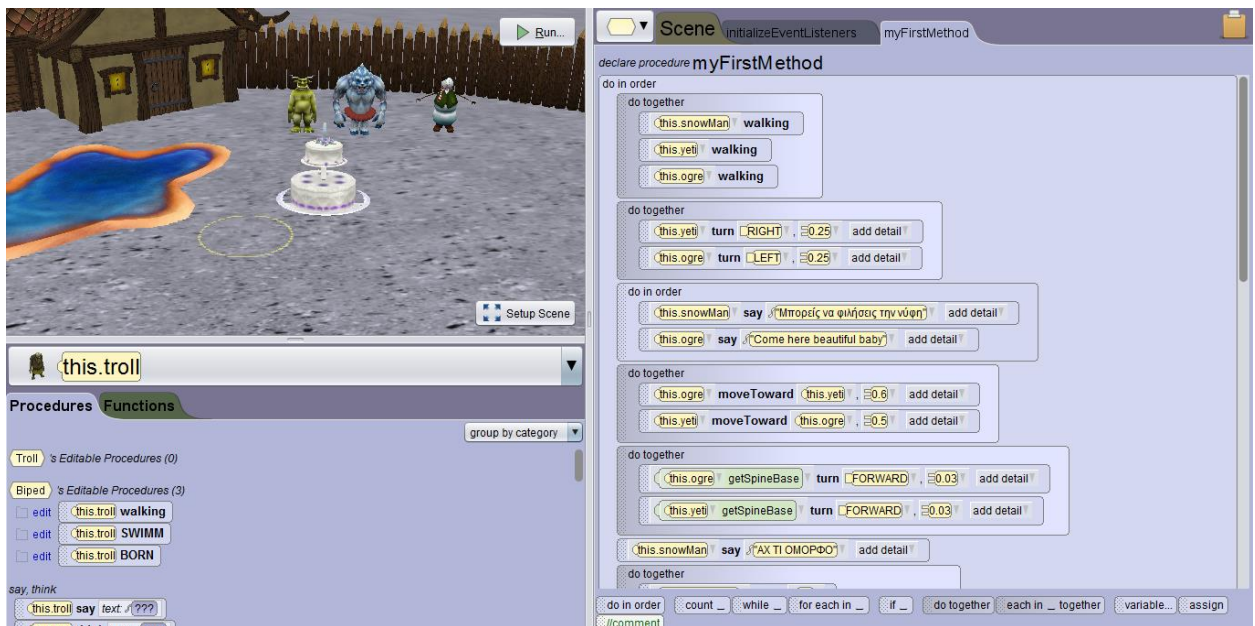 Run...
Setup Scene
this.troll
Procedures Functions
group by category
Troll 's Editable Procedures (0)
Biped 's Editable Procedures (3)
edit this.troll walking
edit this.troll SWIMM
edit this.troll BORN
say, think
this.troll say text: ???
Scene initializeEventListeners myFirstMethod
declare procedure myFirstMethod
do in order
do together
this.snowMan walking
this.yeti walking
this.ogre walking
do together
this.yeti turn RIGHT , 0.25 add detail
this.ogre turn LEFT , 0.25 add detail
do in order
this.snowMan say "Μπορείς να φιλήσεις την νύφη" add detail
this.ogre say "Come here beautiful baby" add detail
do together
this.ogre moveToward this.yeti , 0.6 add detail
this.yeti moveToward this.ogre , 0.5 add detail
do together
this.ogre getSpineBase turn FORWARD , 0.03 add detail
this.yeti getSpineBase turn FORWARD , 0.03 add detail
this.snowMan say "ΑΧ ΤΙ ΟΜΟΡΦΟ" add detail
do together
do in order count _ while _ for each in _ if _ do together each in _ together variable... assign
//comment